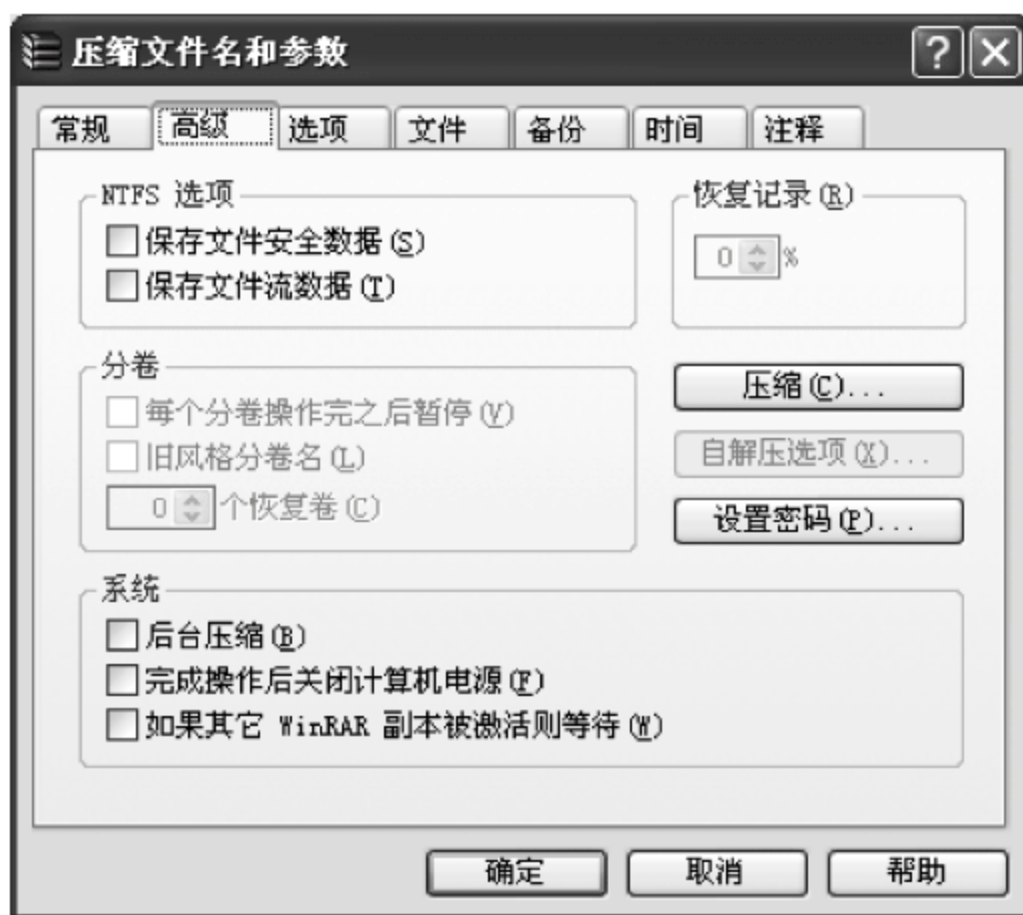 压缩文件名和参数
常规 高级 选项 文件 备份 时间 注释
NTFS 选项
保存文件安全数据(S)
保存文件流数据(T)
恢复记录(R)
0 %
分卷
每个分卷操作完之后暂停(V)
旧风格分卷名(L)
0 个恢复卷(C)
压缩(C)...
自解压选项(X)...
设置密码(P)...
系统
后台压缩(B)
完成操作后关闭计算机电源(F)
如果其它 WinRAR 副本被激活则等待(W)
确定 取消 帮助